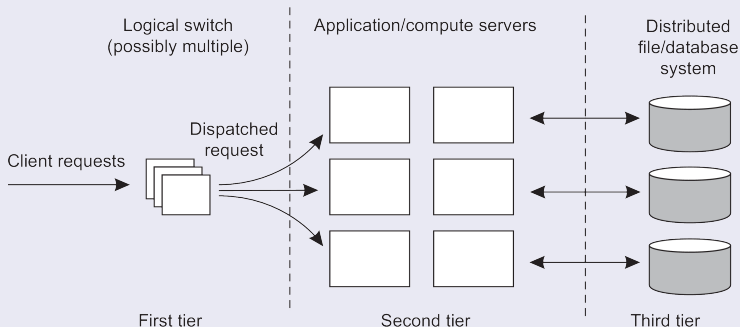 Logical switch
(possibly multiple)
Application/compute servers
Distributed
file/database
system
Dispatched
request
Client requests
First tier
Second tier
Third tier